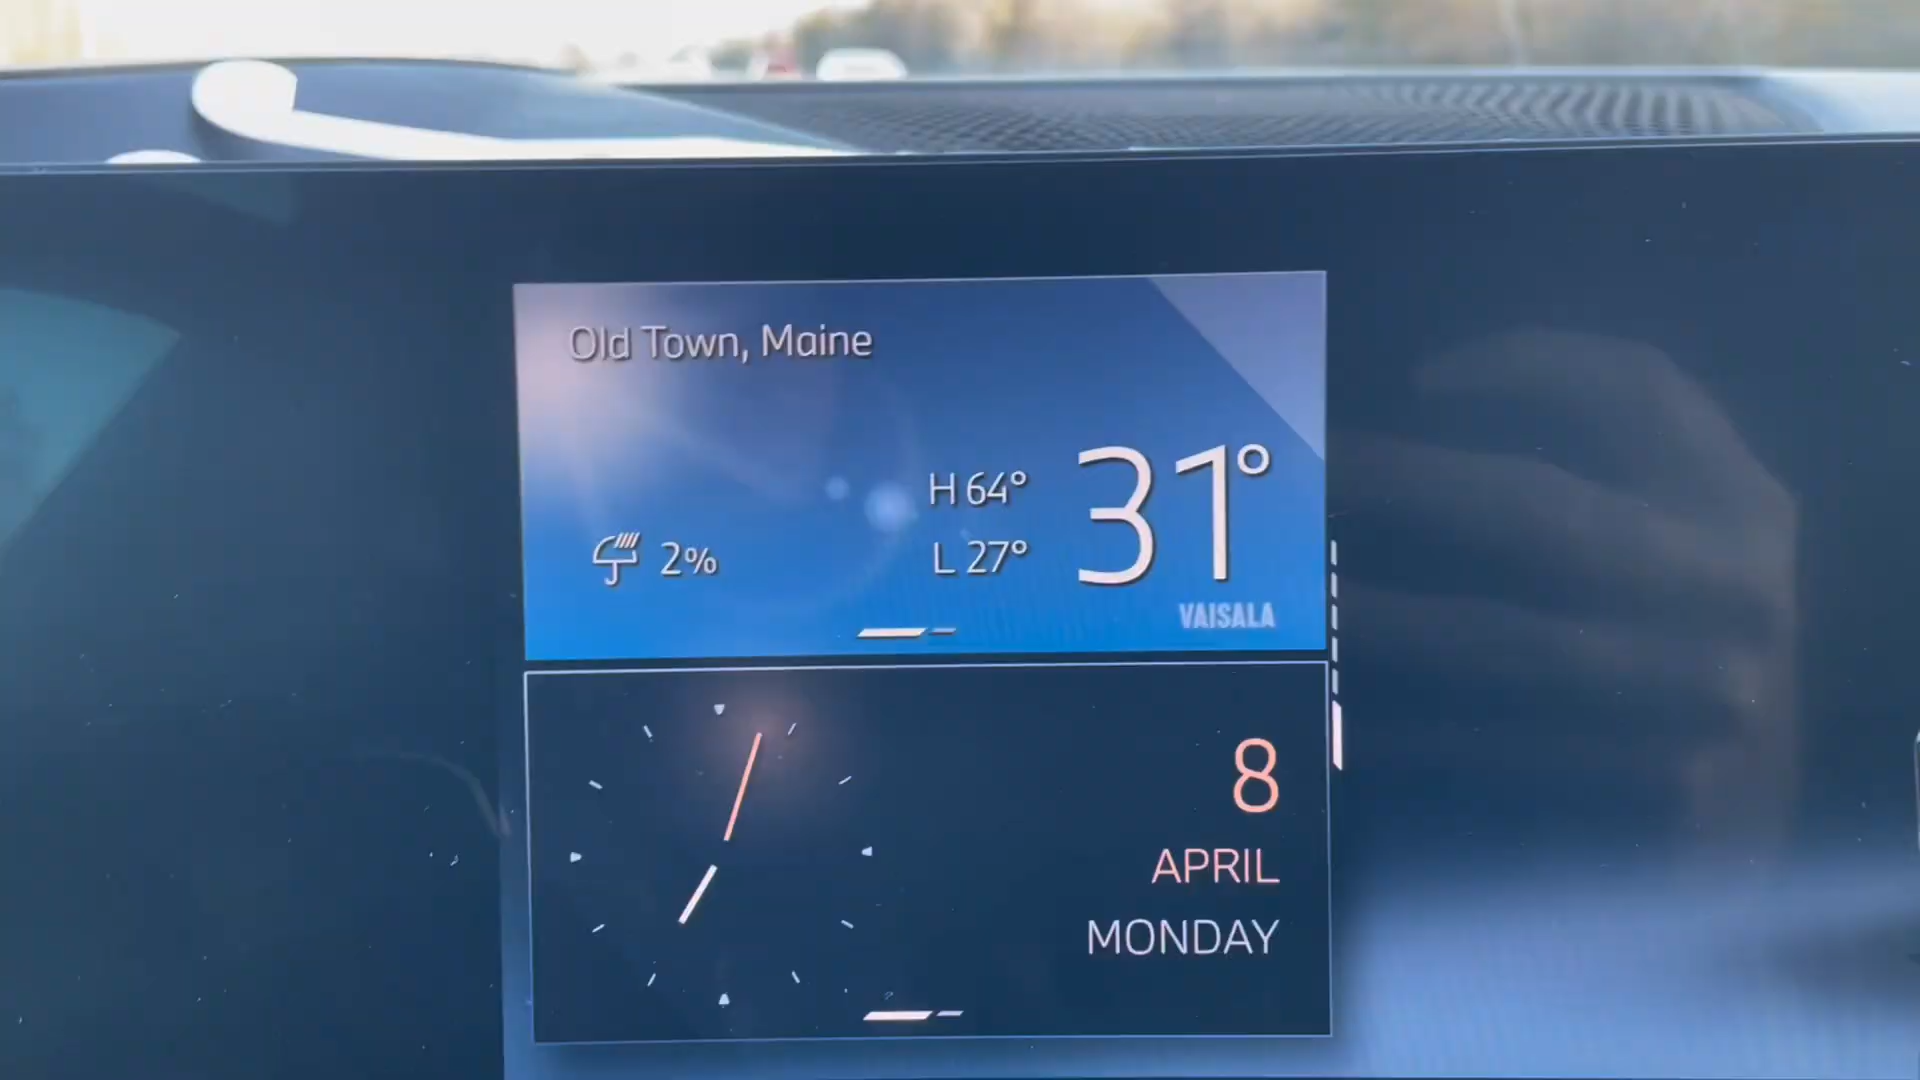 Old Town, Maine
H 64°
31°
2%
L 27°
VAISALA
8
APRIL
MONDAY